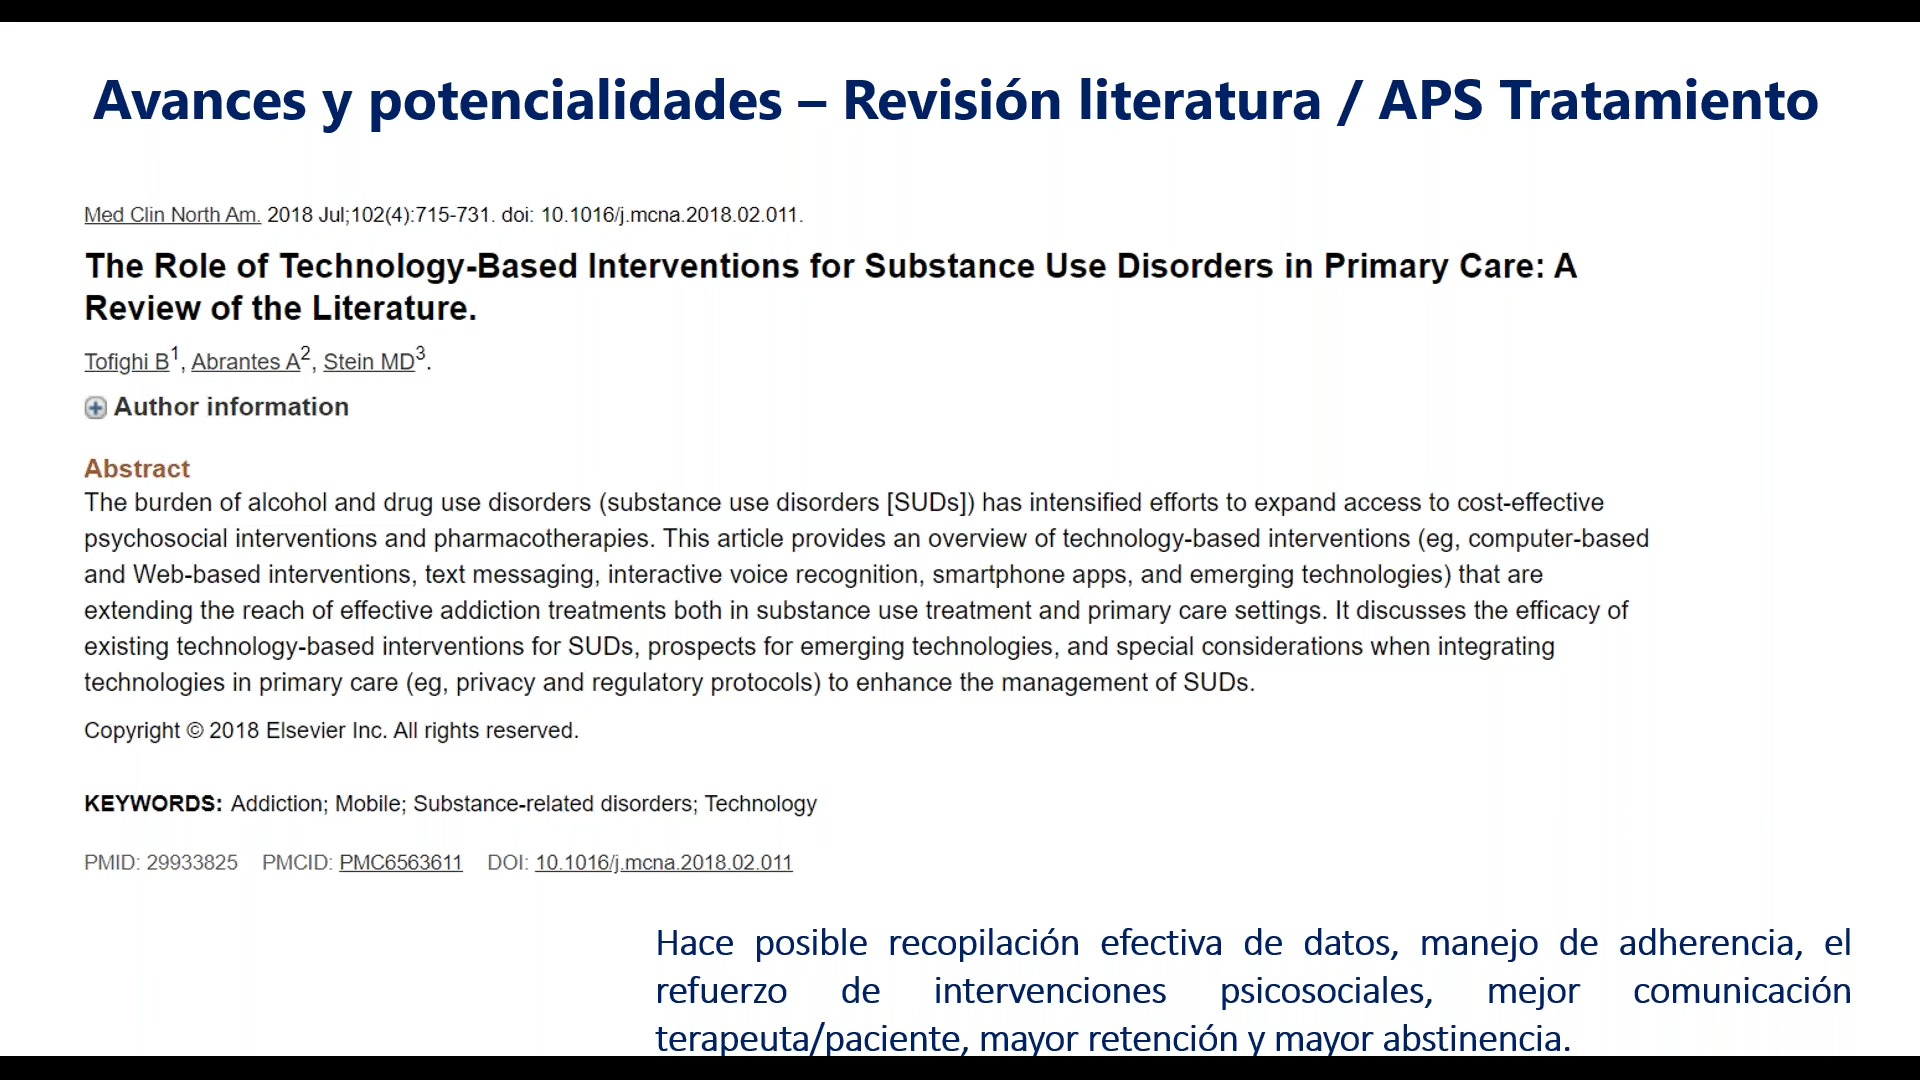 Avances y potencialidades – Revisión literatura / APS Tratamiento
Med Clin North Am. 2018 Jul;102(4):715-731. doi: 10.1016/j.mcna.2018.02.011.
The Role of Technology-Based Interventions for Substance Use Disorders in Primary Care: A
Review of the Literature.
Tofighi B1, Abrantes A2, Stein MD3.
Author information
Abstract
The burden of alcohol and drug use disorders (substance use disorders [SUDs]) has intensified efforts to expand access to cost-effective
psychosocial interventions and pharmacotherapies. This article provides an overview of technology-based interventions (eg, computer-based
and Web-based interventions, text messaging, interactive voice recognition, smartphone apps, and emerging technologies) that are
extending the reach of effective addiction treatments both in substance use treatment and primary care settings. It discusses the efficacy of
existing technology-based interventions for SUDs, prospects for emerging technologies, and special considerations when integrating
technologies in primary care (eg, privacy and regulatory protocols) to enhance the management of SUDs.
Copyright © 2018 Elsevier Inc. All rights reserved.
KEYWORDS: Addiction; Mobile; Substance-related disorders; Technology
PMID: 29933825 PMCID: PMC6563611 DOI: 10.1016/j.mcna.2018.02.011
Hace posible recopilación efectiva de datos, manejo de adherencia, el
refuerzo de intervenciones psicosociales, mejor comunicación
terapeuta/paciente, mayor retención y mayor abstinencia.